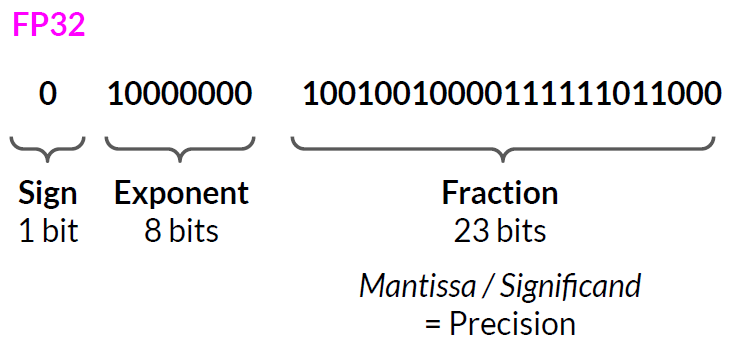 FP32
0 10000000 10010010000111111011000
Sign Exponent Fraction
1 bit 8 bits 23 bits
Mantissa / Significand
= Precision